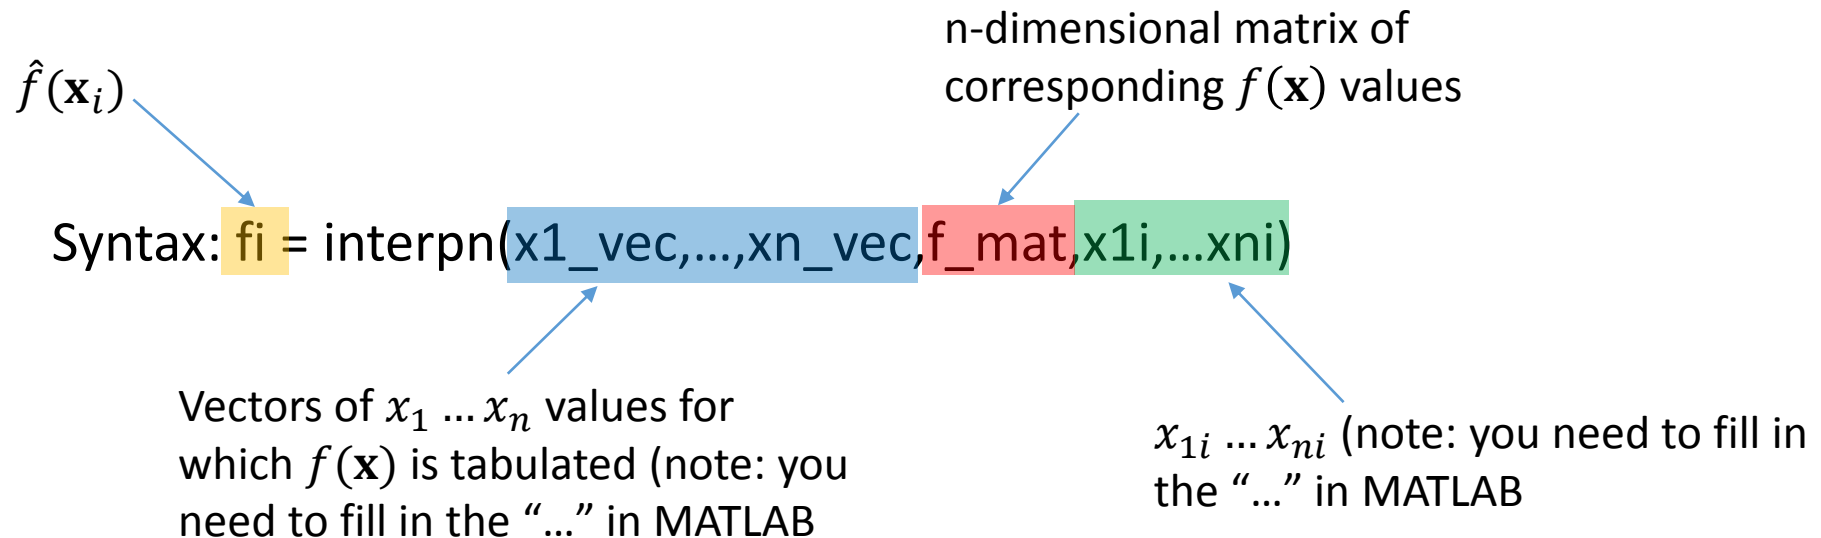 n-dimensional matrix of
corresponding f(𝐱) values
f̂(𝐱ᵢ)
Syntax: fi = interpn(x1_vec,…,xn_vec,f_mat,x1i,…xni)
Vectors of x₁ … xₙ values for
which f(𝐱) is tabulated (note: you
need to fill in the “…” in MATLAB
x₁ᵢ … xₙᵢ (note: you need to fill in
the “…” in MATLAB